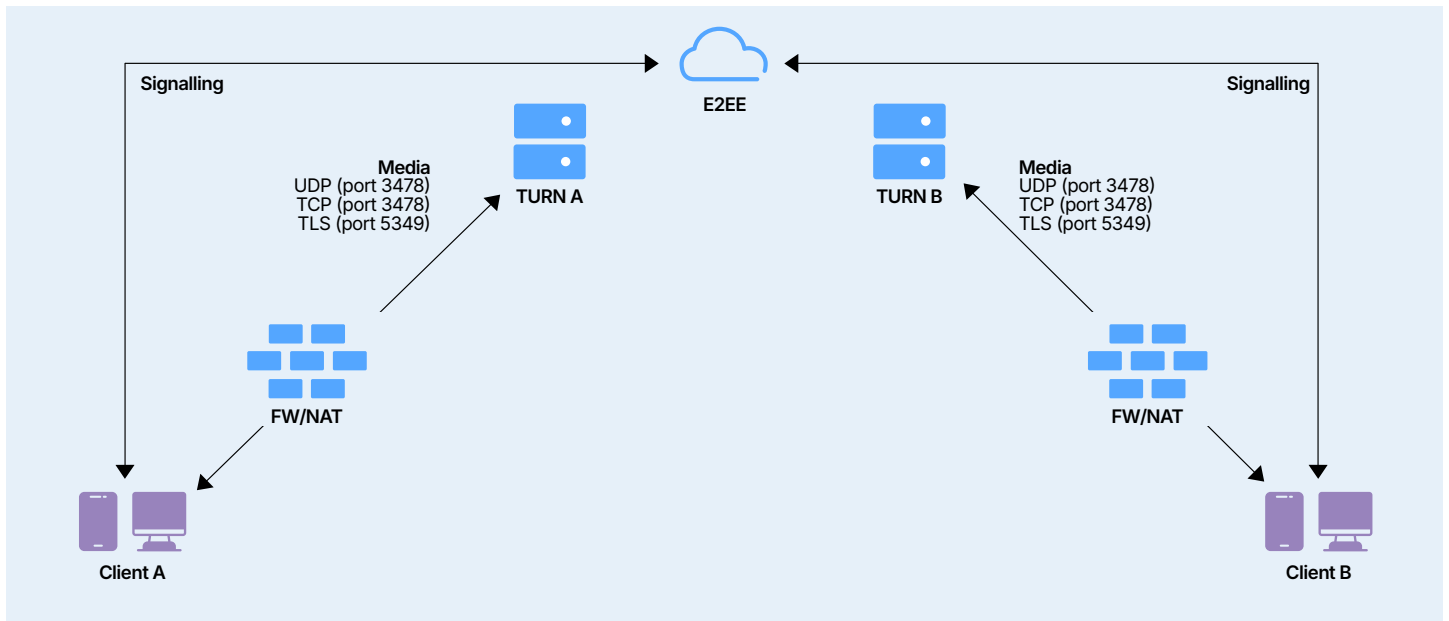 Signalling
E2EE
Signalling
TURN A
TURN B
Media
UDP (port 3478)
TCP (port 3478)
TLS (port 5349)
Media
UDP (port 3478)
TCP (port 3478)
TLS (port 5349)
FW/NAT
FW/NAT
Client A
Client B